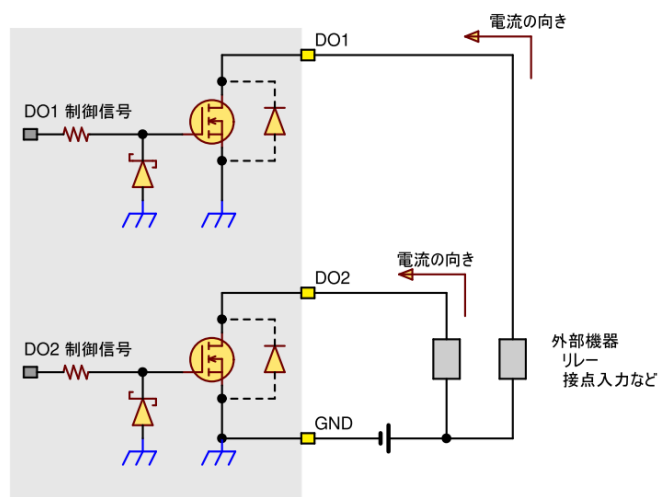 電流の向き
DO1
DO1 制御信号
電流の向き
DO2
DO2 制御信号
外部機器
リレー
接点入力など
GND